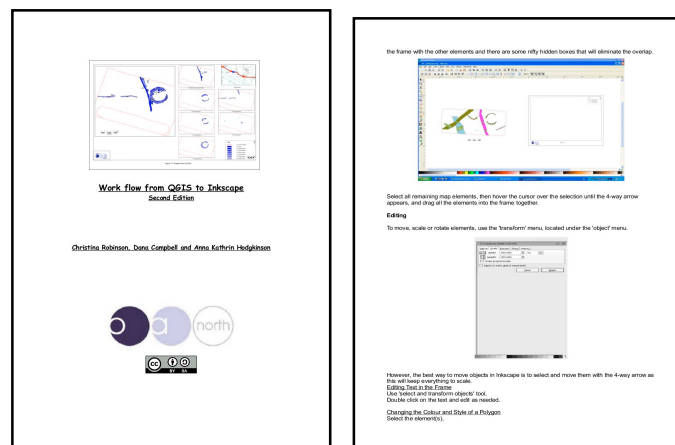 Work flow from QGIS to Inkscape
Second Edition
Christina Robinson, Dana Campbell and Anna Kathrin Hodgkinson
oa north
CC BY SA
the frame with the other elements and there are some nifty hidden boxes that will eliminate the overlap.
Select all remaining map elements, then hover the cursor over the selection until the 4-way arrow
appears, and drag all the elements into the frame together.
Editing
To move, scale or rotate elements, use the 'transform' menu, located under the 'object' menu.
However, the best way to move objects in Inkscape is to select and move them with the 4-way arrow as
this will keep everything to scale.
Editing Text in the Frame
Use 'select and transform objects' tool,
Double click on the text and edit as needed.
Changing the Colour and Style of a Polygon
Select the element(s),